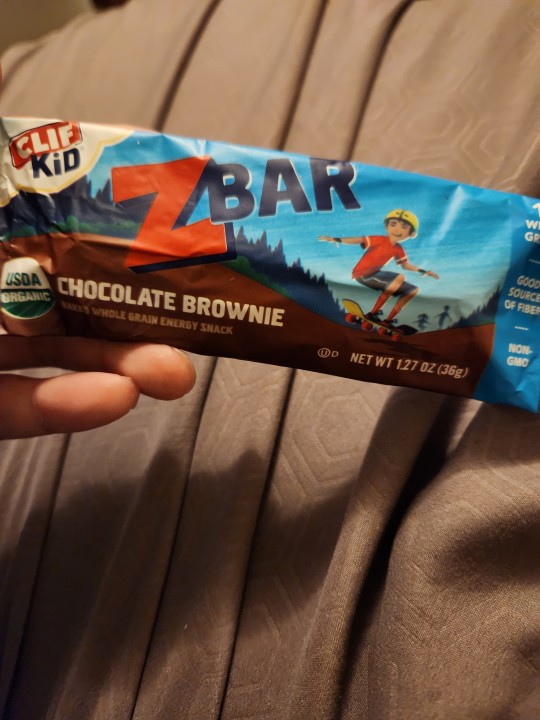 CLIF
KID
ZBAR
USDA
ORGANIC
CHOCOLATE BROWNIE
BAKED WHOLE GRAIN ENERGY SNACK
U D NET WT 1.27 OZ (36g)
GOOD
SOURCE
OF FIBER
NON-
GMO